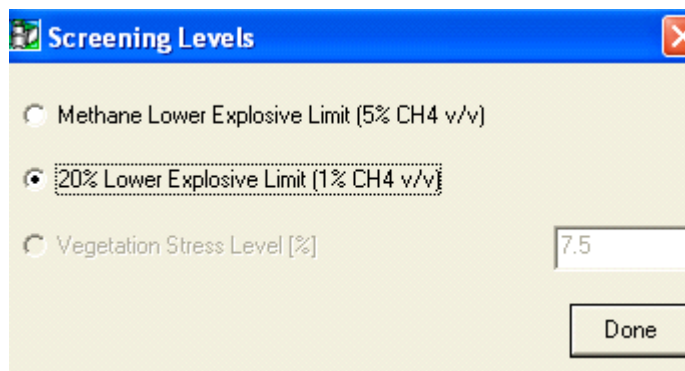 Screening Levels
Methane Lower Explosive Limit (5% CH4 v/v)
20% Lower Explosive Limit (1% CH4 v/v)
Vegetation Stress Level [%] 7.5
Done